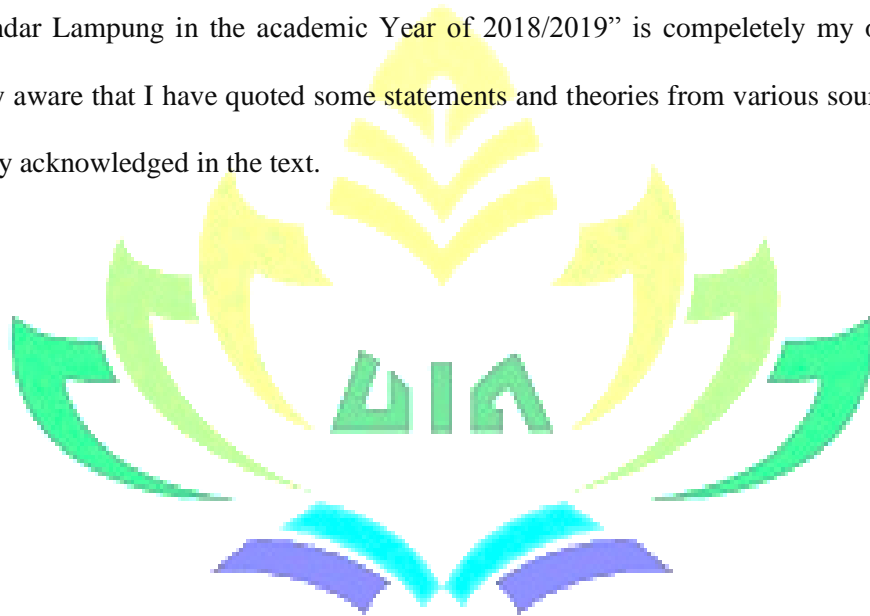 ndar Lampung in the academic Year of 2018/2019” is compeletely my o
y aware that I have quoted some statements and theories from various sour
y acknowledged in the text.
UIN